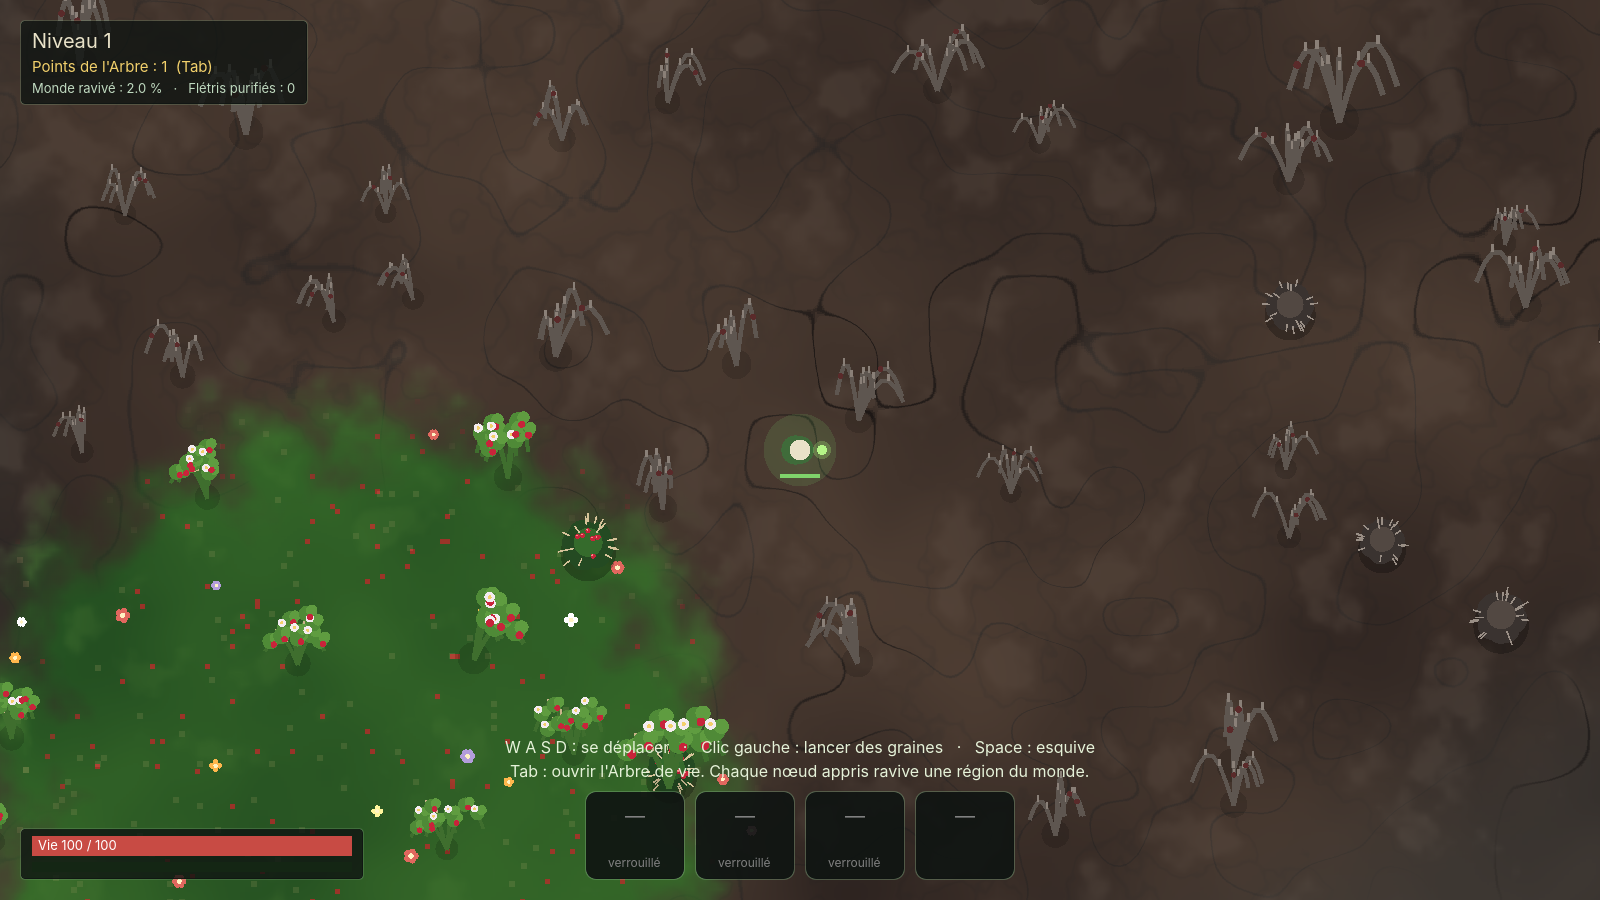 Niveau 1
Points de l'Arbre : 1 (Tab)
Monde ravivé : 2.0 % · Flétris purifiés : 0
W A S D : se déplacer · Clic gauche : lancer des graines · Space : esquive
Tab : ouvrir l'Arbre de vie. Chaque nœud appris ravive une région du monde.
— — — —
verrouillé verrouillé verrouillé
Vie 100 / 100